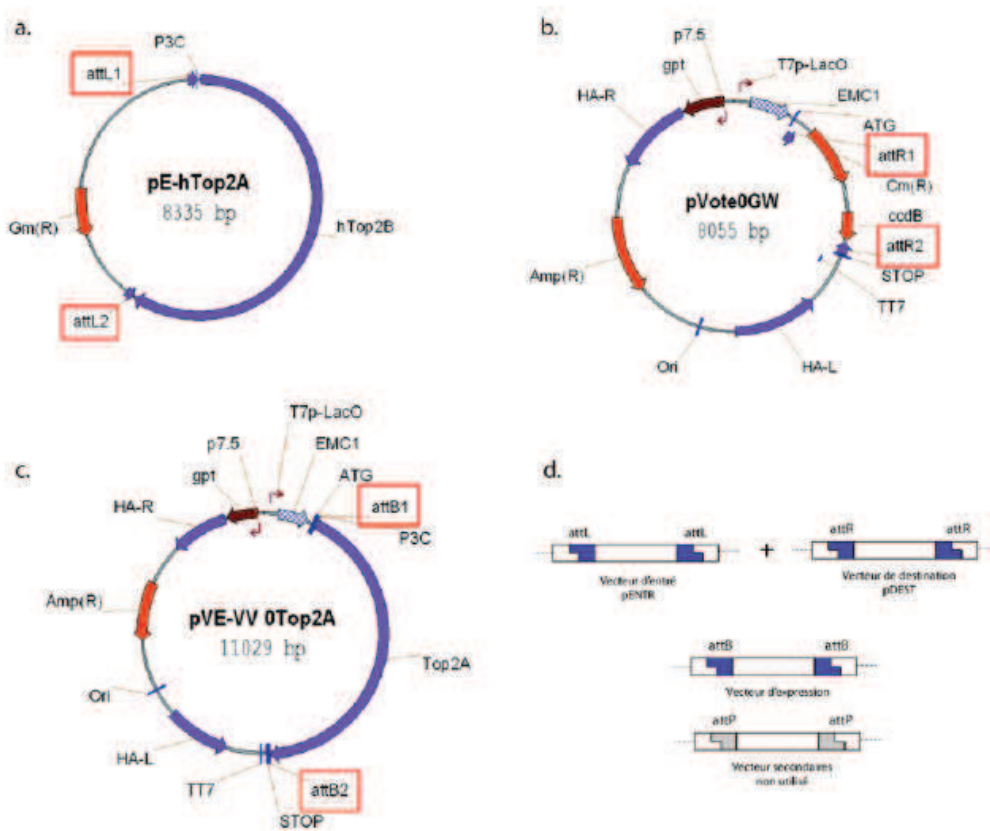 a.
P3C
attL1
pE-hTop2A
8335 bp
Gm(R)
hTop2B
attL2
b.
p7.5
T7p-LacO
gpt
EMC1
HA-R
ATG
attR1
Cm(R)
pVote0GW
8055 bp
ccdB
attR2
Amp(R)
STOP
TT7
Ori
HA-L
c.
T7p-LacO
p7.5
EMC1
gpt
ATG
HA-R
attB1
P3C
Amp(R)
pVE-VV 0Top2A
11029 bp
Top2A
Ori
HA-L
TT7
attB2
STOP
d.
attL attL attR attR
+
Vecteur d'entré
pENTR
Vecteur de destination
pDEST
attB attB
Vecteur d'expression
attP attP
Vecteur secondaires
non utilisé